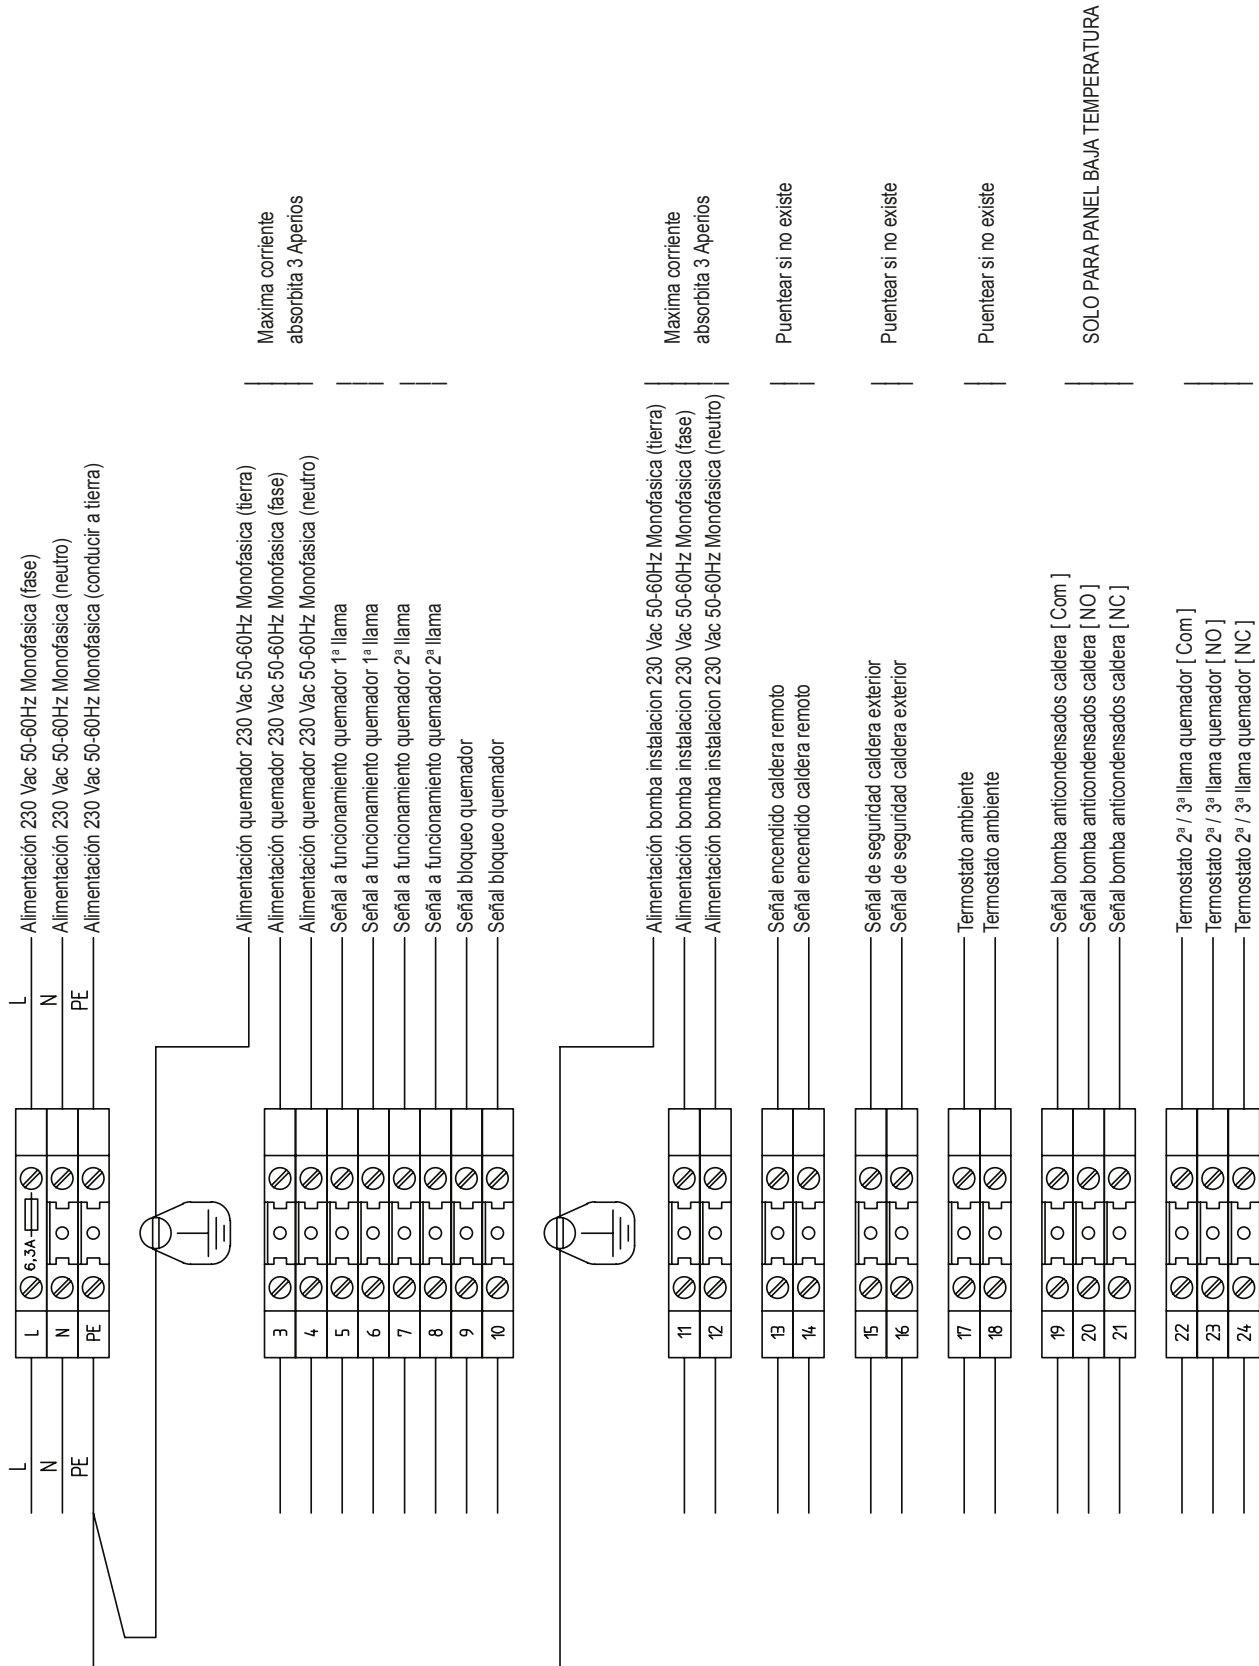 L
N
PE
L
N
PE
6,3A
L
N
PE
Alimentación 230 Vac 50-60Hz Monofasica (fase)
Alimentación 230 Vac 50-60Hz Monofasica (neutro)
Alimentación 230 Vac 50-60Hz Monofasica (conducir a tierra)
3
4
5
6
7
8
9
10
Alimentación quemador 230 Vac 50-60Hz Monofasica (tierra)
Alimentación quemador 230 Vac 50-60Hz Monofasica (fase)
Alimentación quemador 230 Vac 50-60Hz Monofasica (neutro)
Señal a funcionamiento quemador 1ª llama
Señal a funcionamiento quemador 1ª llama
Señal a funcionamiento quemador 2ª llama
Señal a funcionamiento quemador 2ª llama
Señal bloqueo quemador
Señal bloqueo quemador
Maxima corriente
absorbita 3 Aperios
11
12
Alimentación bomba instalacion 230 Vac 50-60Hz Monofasica (tierra)
Alimentación bomba instalacion 230 Vac 50-60Hz Monofasica (fase)
Alimentación bomba instalacion 230 Vac 50-60Hz Monofasica (neutro)
Maxima corriente
absorbita 3 Aperios
13
14
Señal encendido caldera remoto
Señal encendido caldera remoto
Puentear si no existe
15
16
Señal de seguridad caldera exterior
Señal de seguridad caldera exterior
Puentear si no existe
17
18
Termostato ambiente
Termostato ambiente
Puentear si no existe
19
20
21
Señal bomba anticondensados caldera [ Com ]
Señal bomba anticondensados caldera [ NO ]
Señal bomba anticondensados caldera [ NC ]
SOLO PARA PANEL BAJA TEMPERATURA
22
23
24
Termostato 2ª / 3ª llama quemador [ Com ]
Termostato 2ª / 3ª llama quemador [ NO ]
Termostato 2ª / 3ª llama quemador [ NC ]